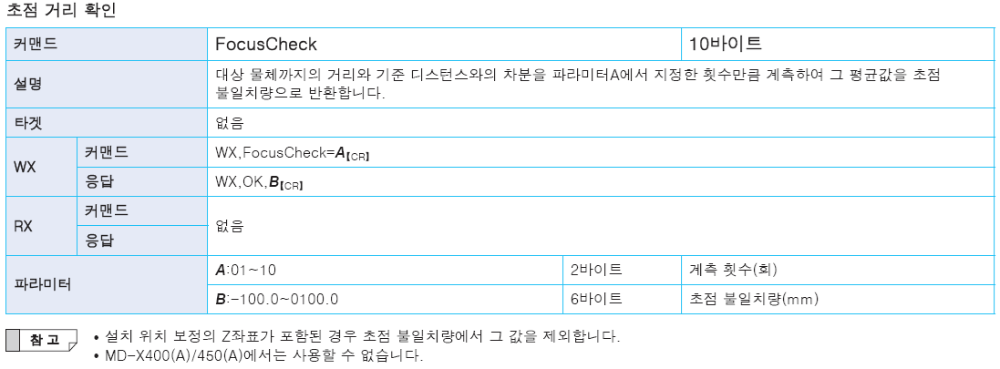 초점 거리 확인
커맨드 FocusCheck 10바이트
설명 대상 물체까지의 거리와 기준 디스턴스와의 차분을 파라미터A에서 지정한 횟수만큼 계측하여 그 평균값을 초점
불일치량으로 반환합니다.
타겟 없음
WX 커맨드 WX,FocusCheck=A【CR】
응답 WX,OK,B【CR】
RX 커맨드 없음
응답
파라미터 A:01~10 2바이트 계측 횟수(회)
B:-100.0~0100.0 6바이트 초점 불일치량(mm)
참 고 • 설치 위치 보정의 Z좌표가 포함된 경우 초점 불일치량에서 그 값을 제외합니다.
• MD-X400(A)/450(A)에서는 사용할 수 없습니다.